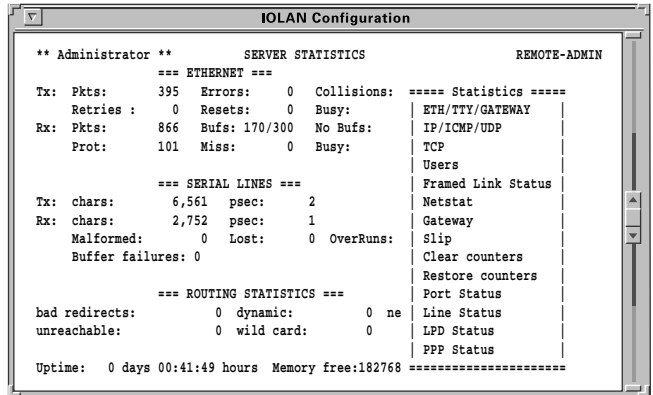 IOLAN Configuration
** Administrator ** SERVER STATISTICS REMOTE-ADMIN
=== ETHERNET ===
Tx: Pkts: 395 Errors: 0 Collisions: ===== Statistics =====
Retries : 0 Resets: 0 Busy: | ETH/TTY/GATEWAY |
Rx: Pkts: 866 Bufs: 170/300 No Bufs: | IP/ICMP/UDP |
Prot: 101 Miss: 0 Busy: | TCP |
| Users |
=== SERIAL LINES === | Framed Link Status |
Tx: chars: 6,561 psec: 2 | Netstat |
Rx: chars: 2,752 psec: 1 | Gateway |
Malformed: 0 Lost: 0 OverRuns: | Slip |
Buffer failures: 0 | Clear counters |
| Restore counters |
=== ROUTING STATISTICS === | Port Status |
bad redirects: 0 dynamic: 0 ne | Line Status |
unreachable: 0 wild card: 0 | LPD Status |
| PPP Status |
Uptime: 0 days 00:41:49 hours Memory free:182768 ======================